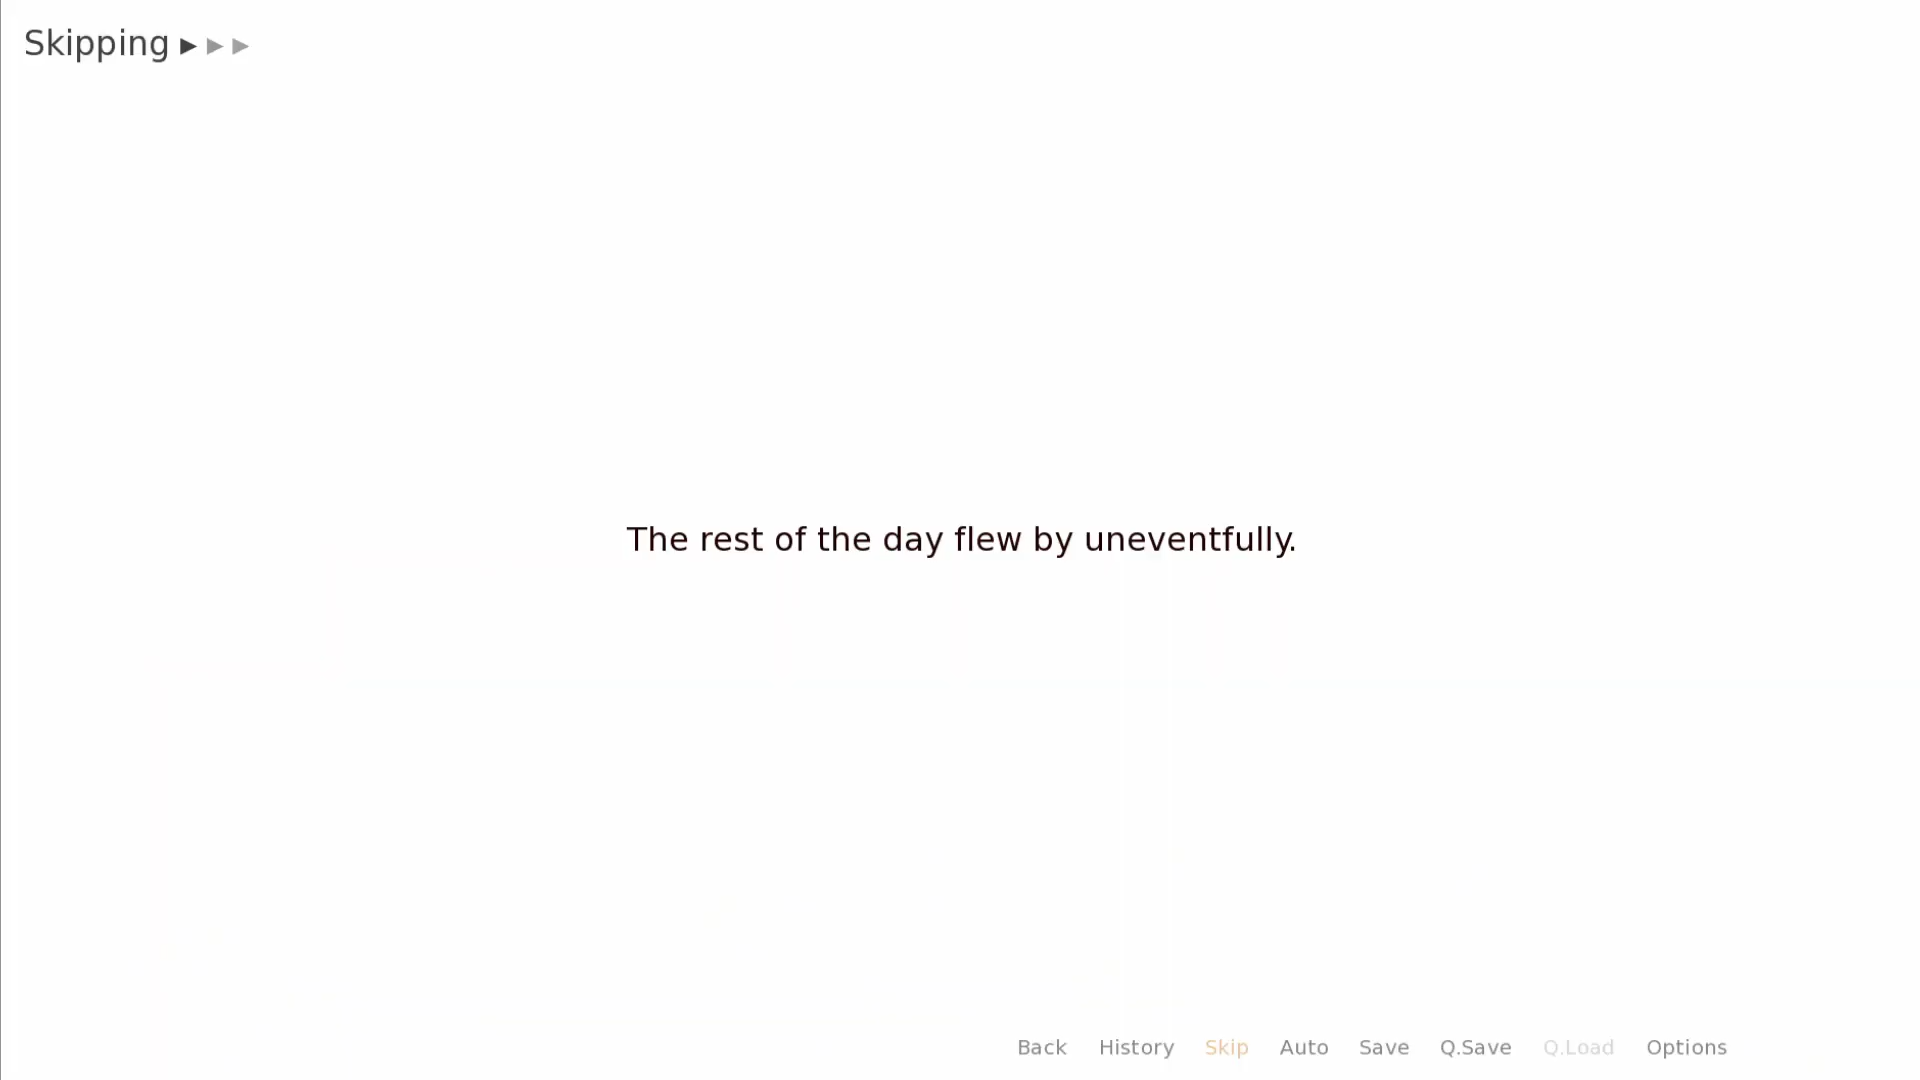 Skipping ▸ ▸ ▸
The rest of the day flew by uneventfully.
Back History Skip Auto Save Q.Save Q.Load Options